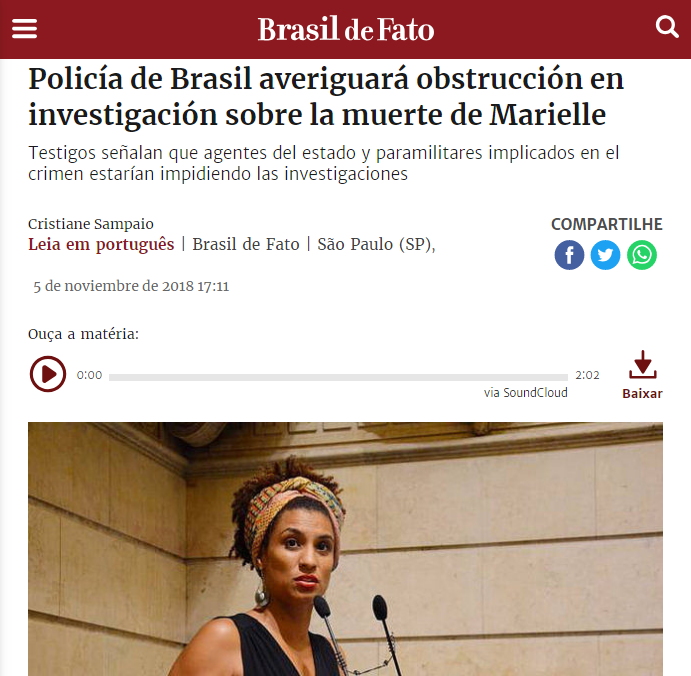 Brasil de Fato
Policía de Brasil averiguará obstrucción en
investigación sobre la muerte de Marielle
Testigos señalan que agentes del estado y paramilitares implicados en el
crimen estarían impidiendo las investigaciones
Cristiane Sampaio
Leia em português | Brasil de Fato | São Paulo (SP),
COMPARTILHE
5 de noviembre de 2018 17:11
Ouça a matéria:
0:00
2:02
via SoundCloud
Baixar